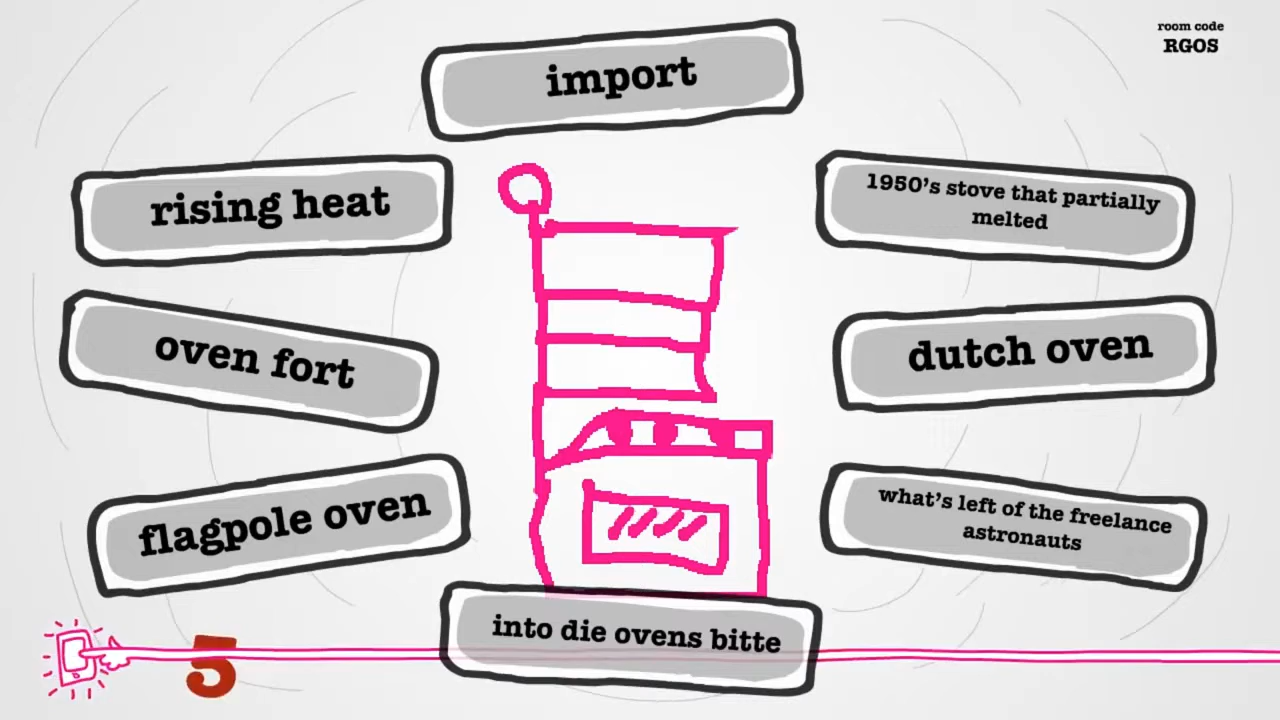 room code
RGOS
import
rising heat
1950's stove that partially
melted
oven fort
dutch oven
flagpole oven
what's left of the freelance
astronauts
into die ovens bitte
5